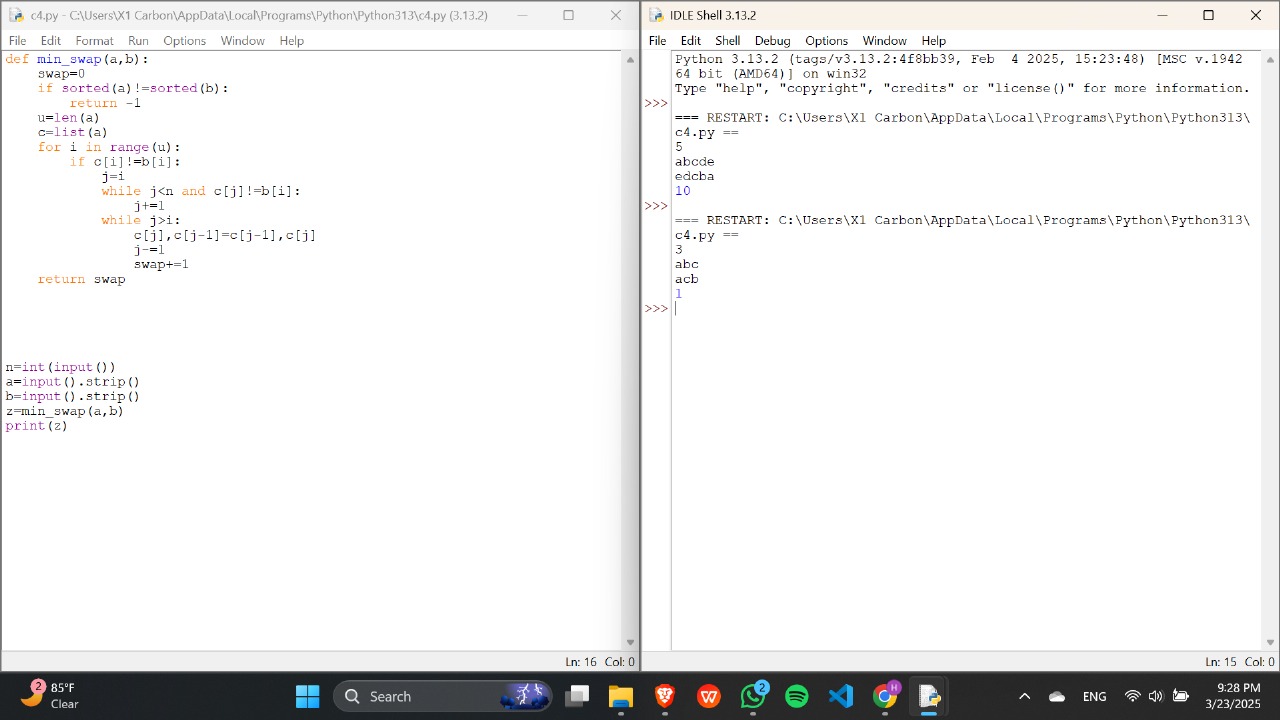 c4.py - C:\Users\X1 Carbon\AppData\Local\Programs\Python\Python313\c4.py (3.13.2)
File Edit Format Run Options Window Help
def min_swap(a,b):
    swap=0
    if sorted(a)!=sorted(b):
        return -1
    u=len(a)
    c=list(a)
    for i in range(u):
        if c[i]!=b[i]:
            j=i
            while j<n and c[j]!=b[i]:
                j+=1
            while j>i:
                c[j],c[j-1]=c[j-1],c[j]
                j-=1
                swap+=1
    return swap
n=int(input())
a=input().strip()
b=input().strip()
z=min_swap(a,b)
print(z)
Ln: 16 Col: 0
IDLE Shell 3.13.2
File Edit Shell Debug Options Window Help
Python 3.13.2 (tags/v3.13.2:4f8bb39, Feb  4 2025, 15:23:48) [MSC v.1942
64 bit (AMD64)] on win32
Type "help", "copyright", "credits" or "license()" for more information.
>>>
=== RESTART: C:\Users\X1 Carbon\AppData\Local\Programs\Python\Python313\
c4.py ==
5
abcde
edcba
10
>>>
=== RESTART: C:\Users\X1 Carbon\AppData\Local\Programs\Python\Python313\
c4.py ==
3
abc
acb
1
>>>
Ln: 15 Col: 0
2
85°F
Clear
Search
2
H
ENG
9:28 PM
3/23/2025